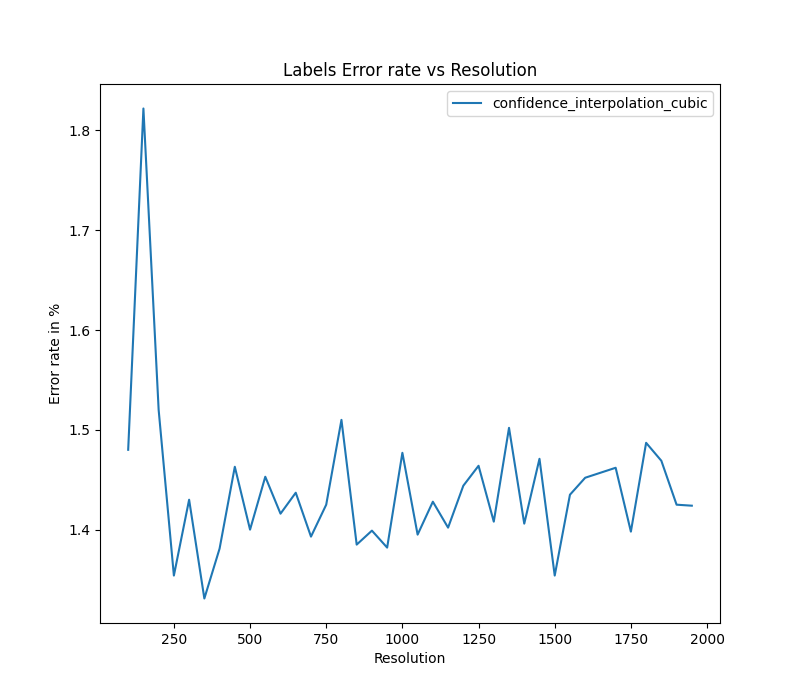 Labels Error rate vs Resolution
confidence_interpolation_cubic
Error rate in %
1.8
1.7
1.6
1.5
1.4
250 500 750 1000 1250 1500 1750 2000
Resolution